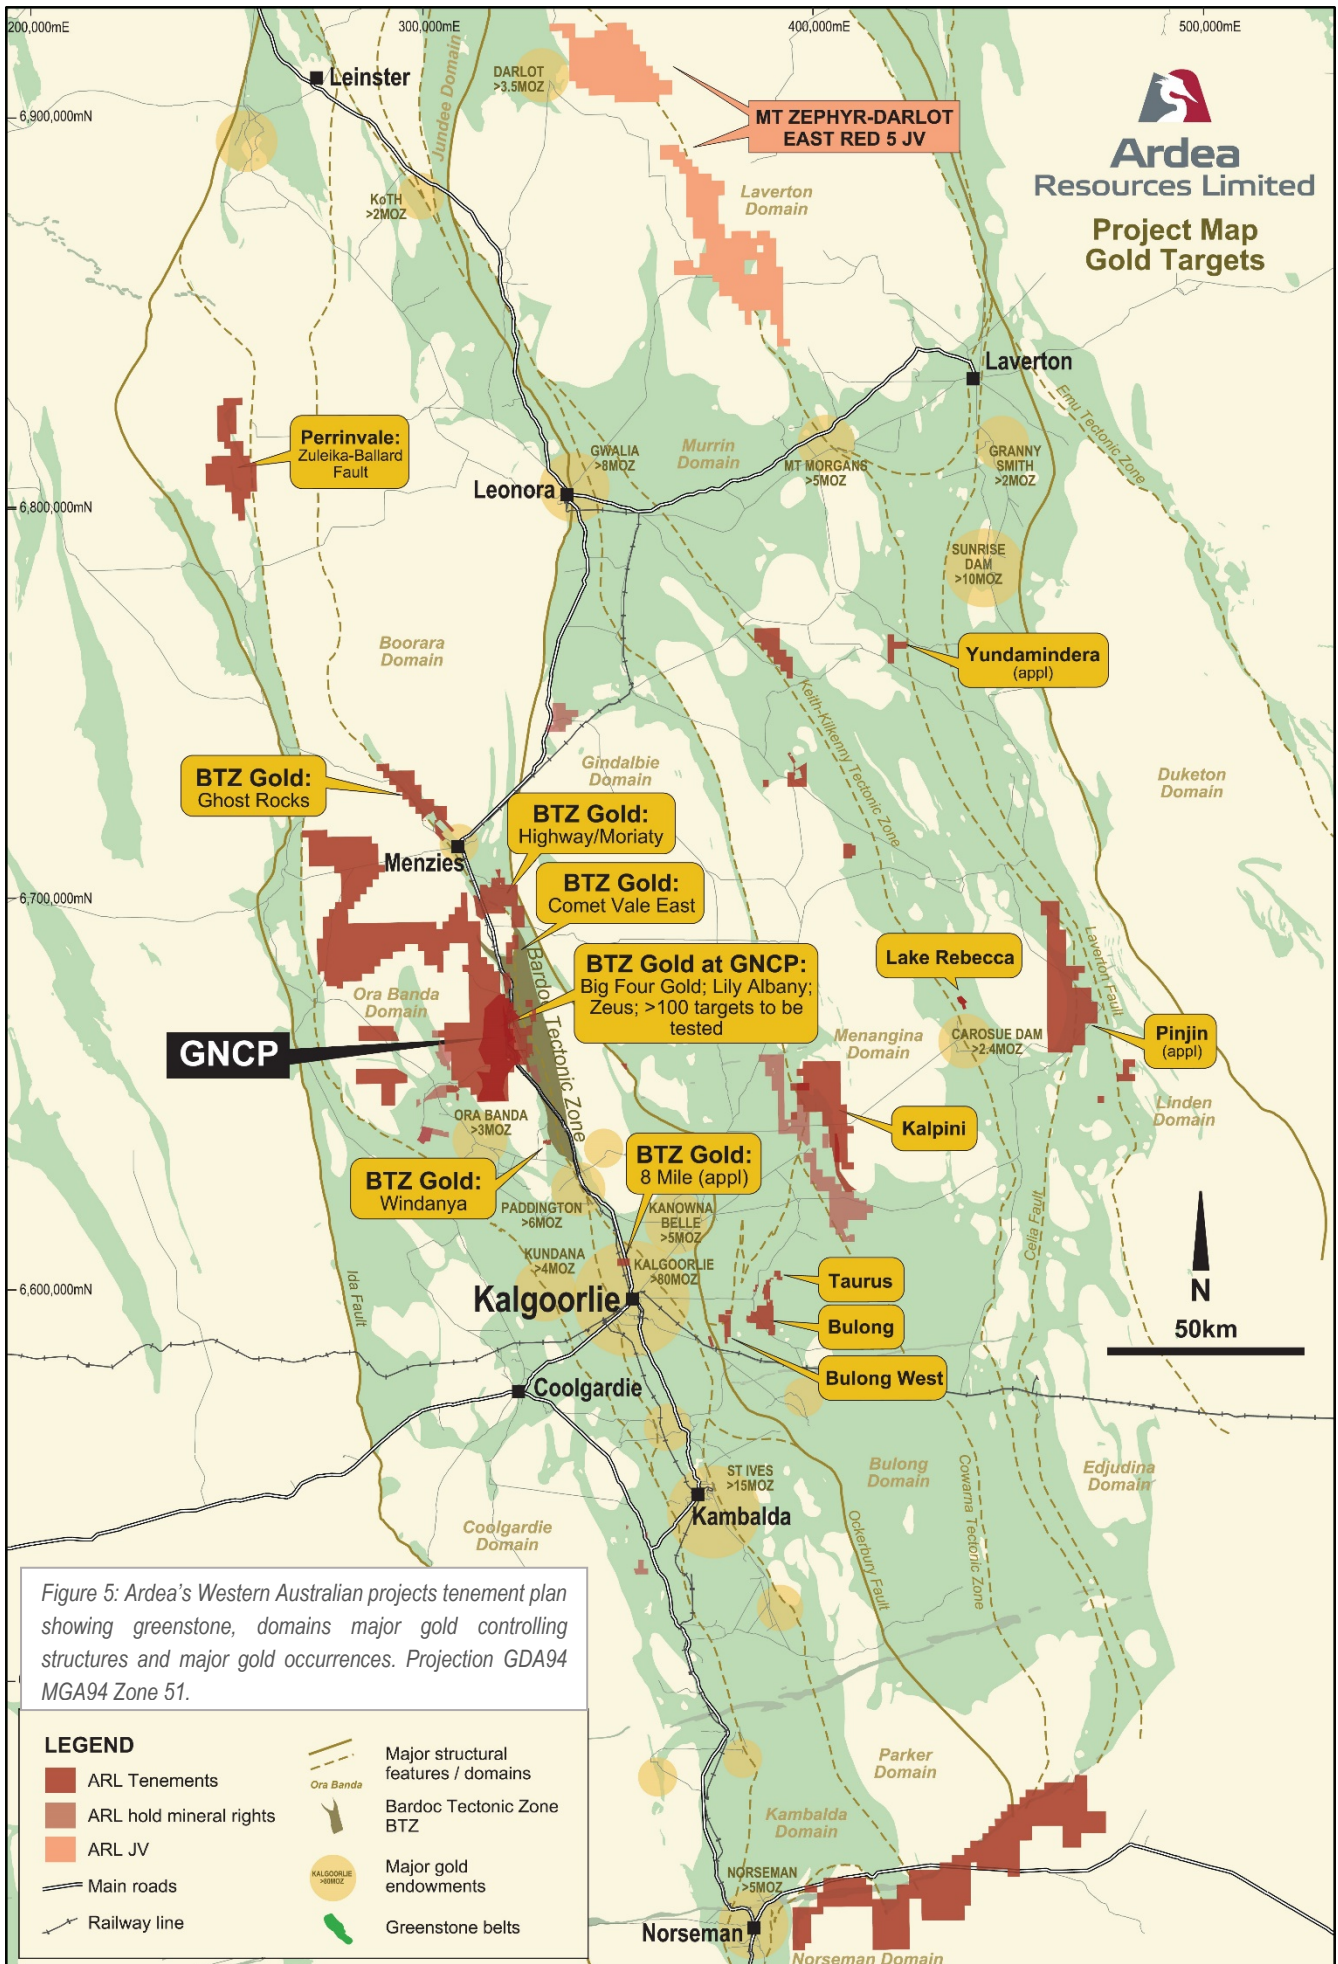 200,000mE
300,000mE
400,000mE
500,000mE
Leinster
DARLOT
>3.5MOZ
Jundee Domain
6,900,000mN
MT ZEPHYR-DARLOT
EAST RED 5 JV
Ardea
Resources Limited
Project Map
Gold Targets
KoTH
>2MOZ
Laverton
Domain
Laverton
Emu Tectonic Zone
Perrinvale:
Zuleika-Ballard
Fault
GWALIA
>8MOZ
Murrin
Domain
MT MORGANS
>5MOZ
GRANNY
SMITH
>2MOZ
Leonora
6,800,000mN
SUNRISE
DAM
>10MOZ
Boorara
Domain
Yundamindera
(appl)
Keith-Kilkenny Tectonic Zone
Gindalbie
Domain
Duketon
Domain
BTZ Gold:
Ghost Rocks
BTZ Gold:
Highway/Moriaty
Menzies
BTZ Gold:
Comet Vale East
6,700,000mN
Bardoc Tectonic Zone
BTZ Gold at GNCP:
Big Four Gold; Lily Albany;
Zeus; >100 targets to be
tested
Lake Rebecca
Laverton Fault
Ora Banda
Domain
GNCP
Menangina
Domain
CAROSUE DAM
>2.4MOZ
Pinjin
(appl)
Linden
Domain
Kalpini
ORA BANDA
>3MOZ
BTZ Gold:
8 Mile (appl)
BTZ Gold:
Windanya
PADDINGTON
>6MOZ
KANOWNA
BELLE
>5MOZ
Celia Fault
KUNDANA
>4MOZ
KALGOORLIE
>80MOZ
N
50km
6,600,000mN
Ida Fault
Kalgoorlie
Taurus
Bulong
Bulong West
Coolgardie
ST IVES
>15MOZ
Bulong
Domain
Edjudina
Domain
Cowarna Tectonic Zone
Kambalda
Ockerbury Fault
Coolgardie
Domain
Figure 5: Ardea's Western Australian projects tenement plan
showing greenstone, domains major gold controlling
structures and major gold occurrences. Projection GDA94
MGA94 Zone 51.
LEGEND
ARL Tenements
ARL hold mineral rights
ARL JV
Main roads
Railway line
Major structural
features / domains
Ora Banda
Bardoc Tectonic Zone
BTZ
KALGOORLIE
>80MOZ
Major gold
endowments
Greenstone belts
Parker
Domain
Kambalda
Domain
NORSEMAN
>5MOZ
Norseman
Norseman Domain